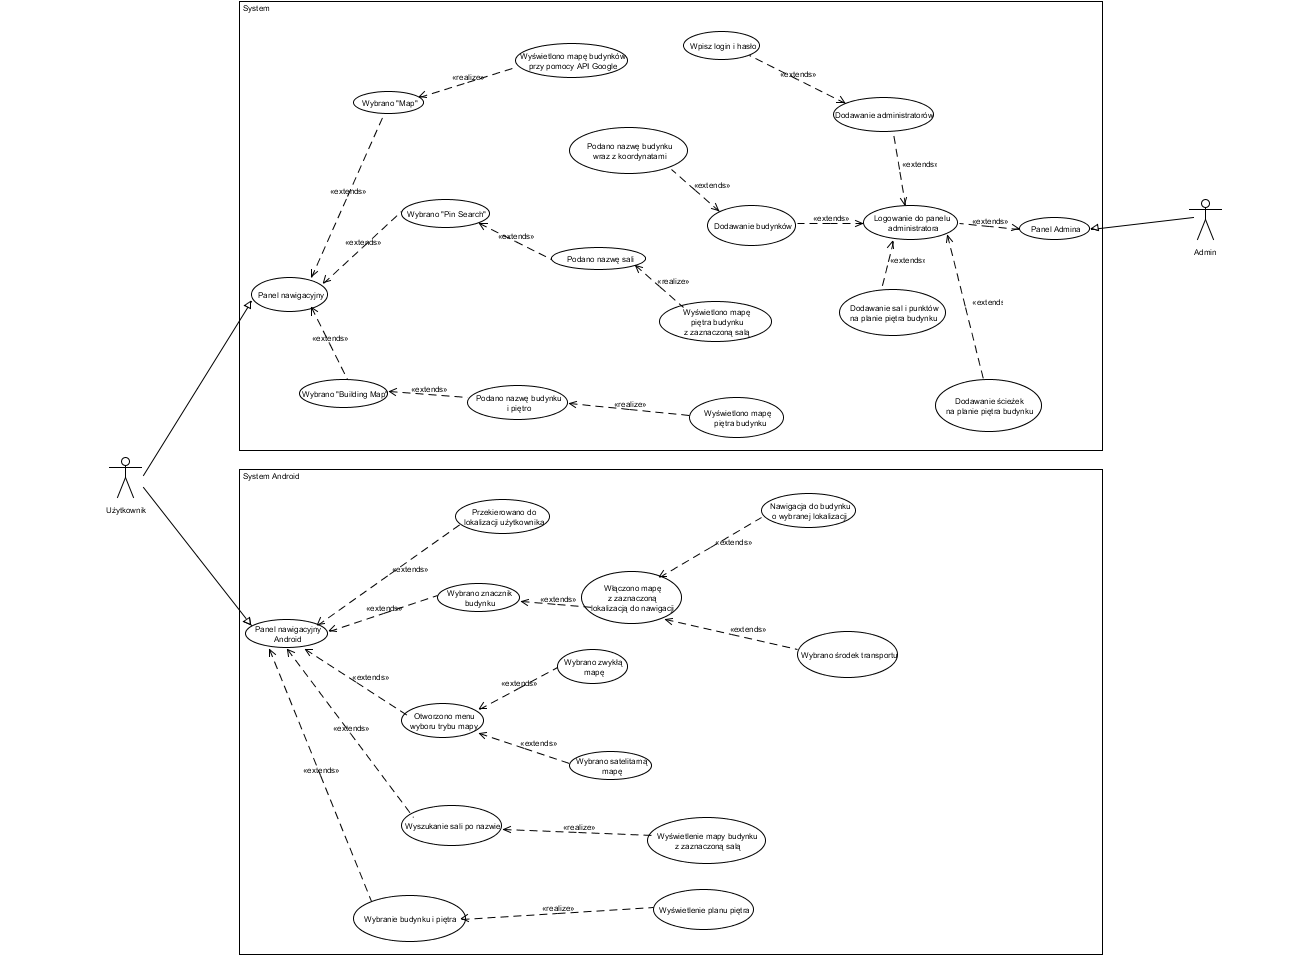 System
Wyświetlono mapę budynków
przy pomocy API Google
Wpisz login i hasło
«realize»
«extends»
Wybrano "Map"
Dodawanie administratorów
Podano nazwę budynku
wraz z koordynatami
«extends»
«extends»
«extends»
Wybrano "Pin Search"
Dodawanie budynków
«extends»
Logowanie do panelu
administratora
«extends»
Panel Admina
Admin
«extends»
«extends»
Podano nazwę sali
«extends»
«realize»
Panel nawigacyjny
Wyświetlono mapę
piętra budynku
z zaznaczoną salą
Dodawanie sal i punktów
na planie piętra budynku
«extends»
«extends»
Wybrano "Building Map
«extends»
Podano nazwę budynku
i piętro
«realize»
Wyświetlono mapę
piętra budynku
Dodawanie ścieżek
na planie piętra budynku
Użytkownik
System Android
Przekierowano do
lokalizacji użytkownika
Nawigacja do budynku
o wybranej lokalizacji
«extends»
«extends»
Wybrano znacznik
budynku
«extends»
Włączono mapę
z zaznaczoną
lokalizacją do nawigacji
«extends»
Panel nawigacyjny
Android
«extends»
Wybrano środek transportu
Wybrano zwykłą
mapę
«extends»
«extends»
Otworzono menu
wyboru trybu mapy
«extends»
«extends»
Wybrano satelitarną
mapę
«extends»
Wyszukanie sali po nazwie
«realize»
Wyświetlenie mapy budynku
z zaznaczoną salą
Wybranie budynku i piętra
«realize»
Wyświetlenie planu piętra